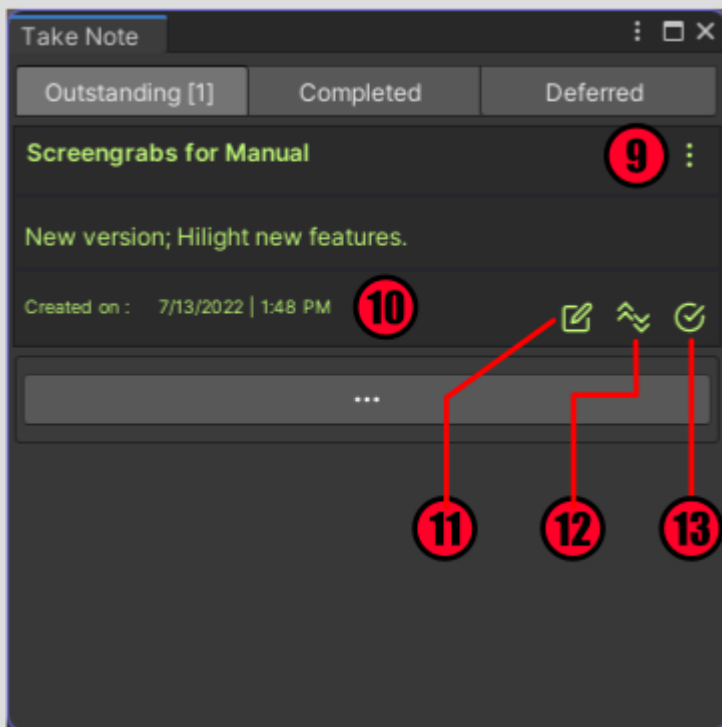 Take Note
Outstanding [1] Completed Deferred
Screengrabs for Manual 9
New version; Hilight new features.
Created on : 7/13/2022 | 1:48 PM 10
...
11 12 13